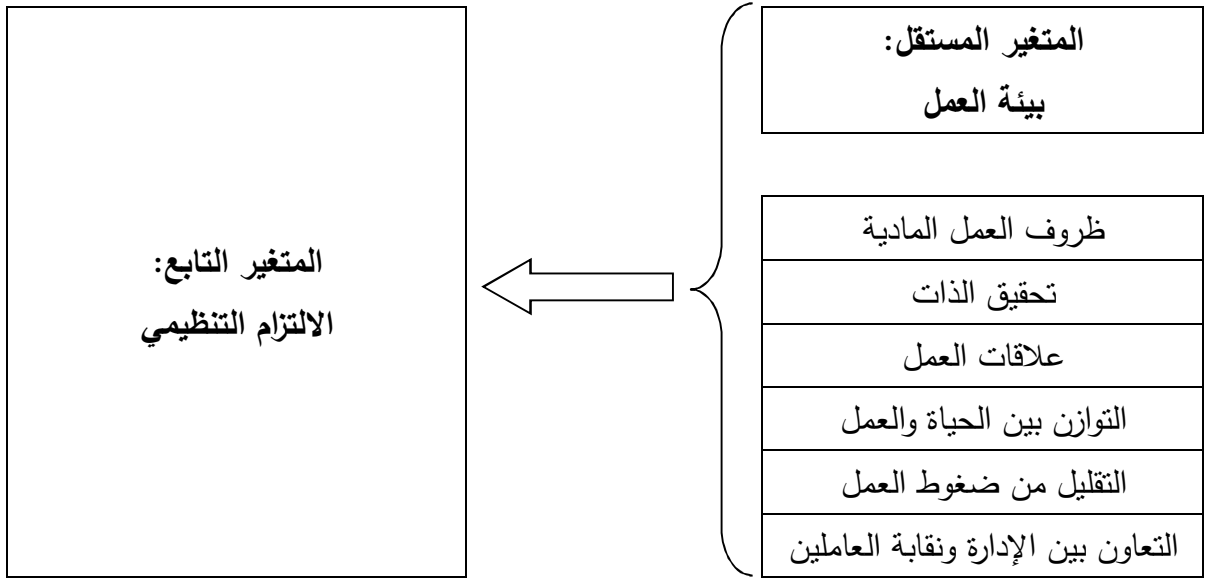 المتغير المستقل:
بيئة العمل
ظروف العمل المادية
تحقيق الذات
علاقات العمل
التوازن بين الحياة والعمل
التقليل من ضغوط العمل
التعاون بين الإدارة ونقابة العاملين
المتغير التابع:
الالتزام التنظيمي